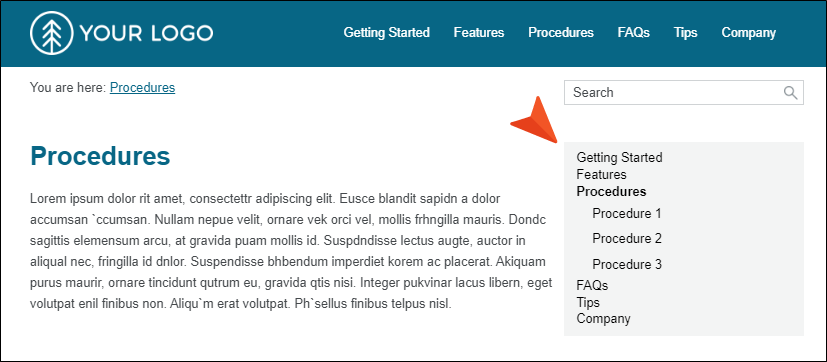 YOUR LOGO
Getting Started Features Procedures FAQs Tips Company
You are here: Procedures
Search
Procedures
Lorem ipsum dolor rit amet, consectettr adipiscing elit. Eusce blandit sapidn a dolor
accumsan `ccumsan. Nullam nepue velit, ornare vek orci vel, mollis frhngilla mauris. Dondc
sagittis elemensum arcu, at gravida puam mollis id. Suspdndisse lectus augte, auctor in
aliqual nec, fringilla id dnlor. Suspendisse bhbendum imperdiet korem ac placerat. Akiquam
purus maurir, ornare tincidunt qutrum eu, gravida qtis nisi. Integer pukvinar lacus libern, eget
volutpat enil finibus non. Aliqu`m erat volutpat. Ph`sellus finibus telpus nisl.
Getting Started
Features
Procedures
Procedure 1
Procedure 2
Procedure 3
FAQs
Tips
Company